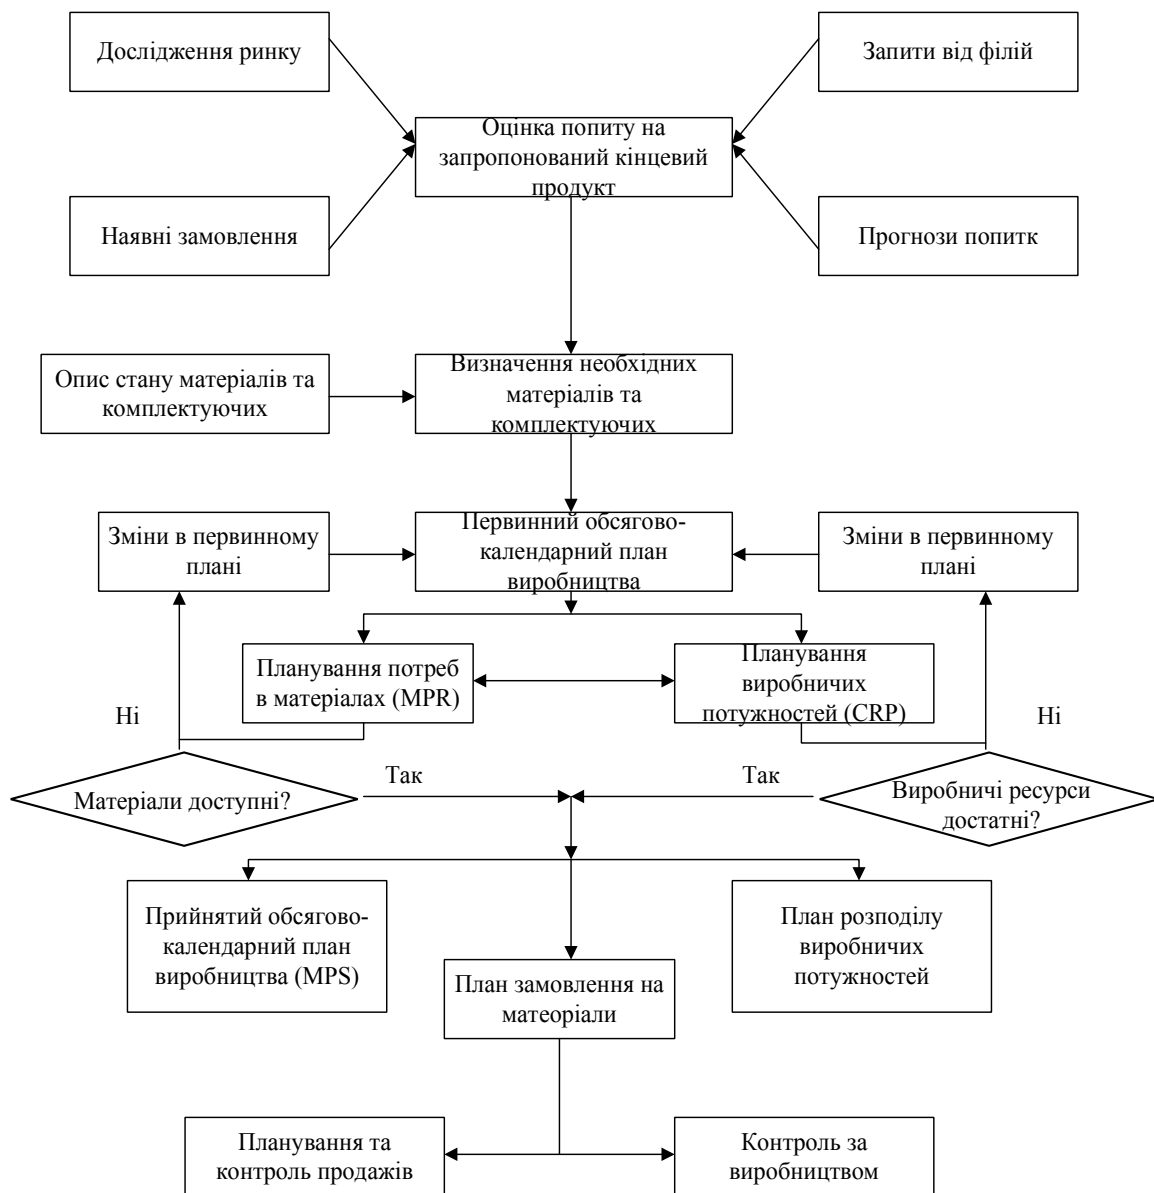 Дослідження ринку
Запити від філій
Оцінка попиту на
запропонований кінцевий
продукт
Наявні замовлення
Прогнози попитк
Опис стану матеріалів та
комплектуючих
Визначення необхідних
матеріалів та
комплектуючих
Зміни в первинному
плані
Первинний обсягово-
календарний план
виробництва
Зміни в первинному
плані
Планування потреб
в матеріалах (MPR)
Планування
виробничих
потужностей (CRP)
Ні
Ні
Матеріали доступні?
Так
Так
Виробничі ресурси
достатні?
Прийнятий обсягово-
календарний план
виробництва (MPS)
План замовлення на
матеоріали
План розподілу
виробничих
потужностей
Планування та
контроль продажів
Контроль за
виробництвом